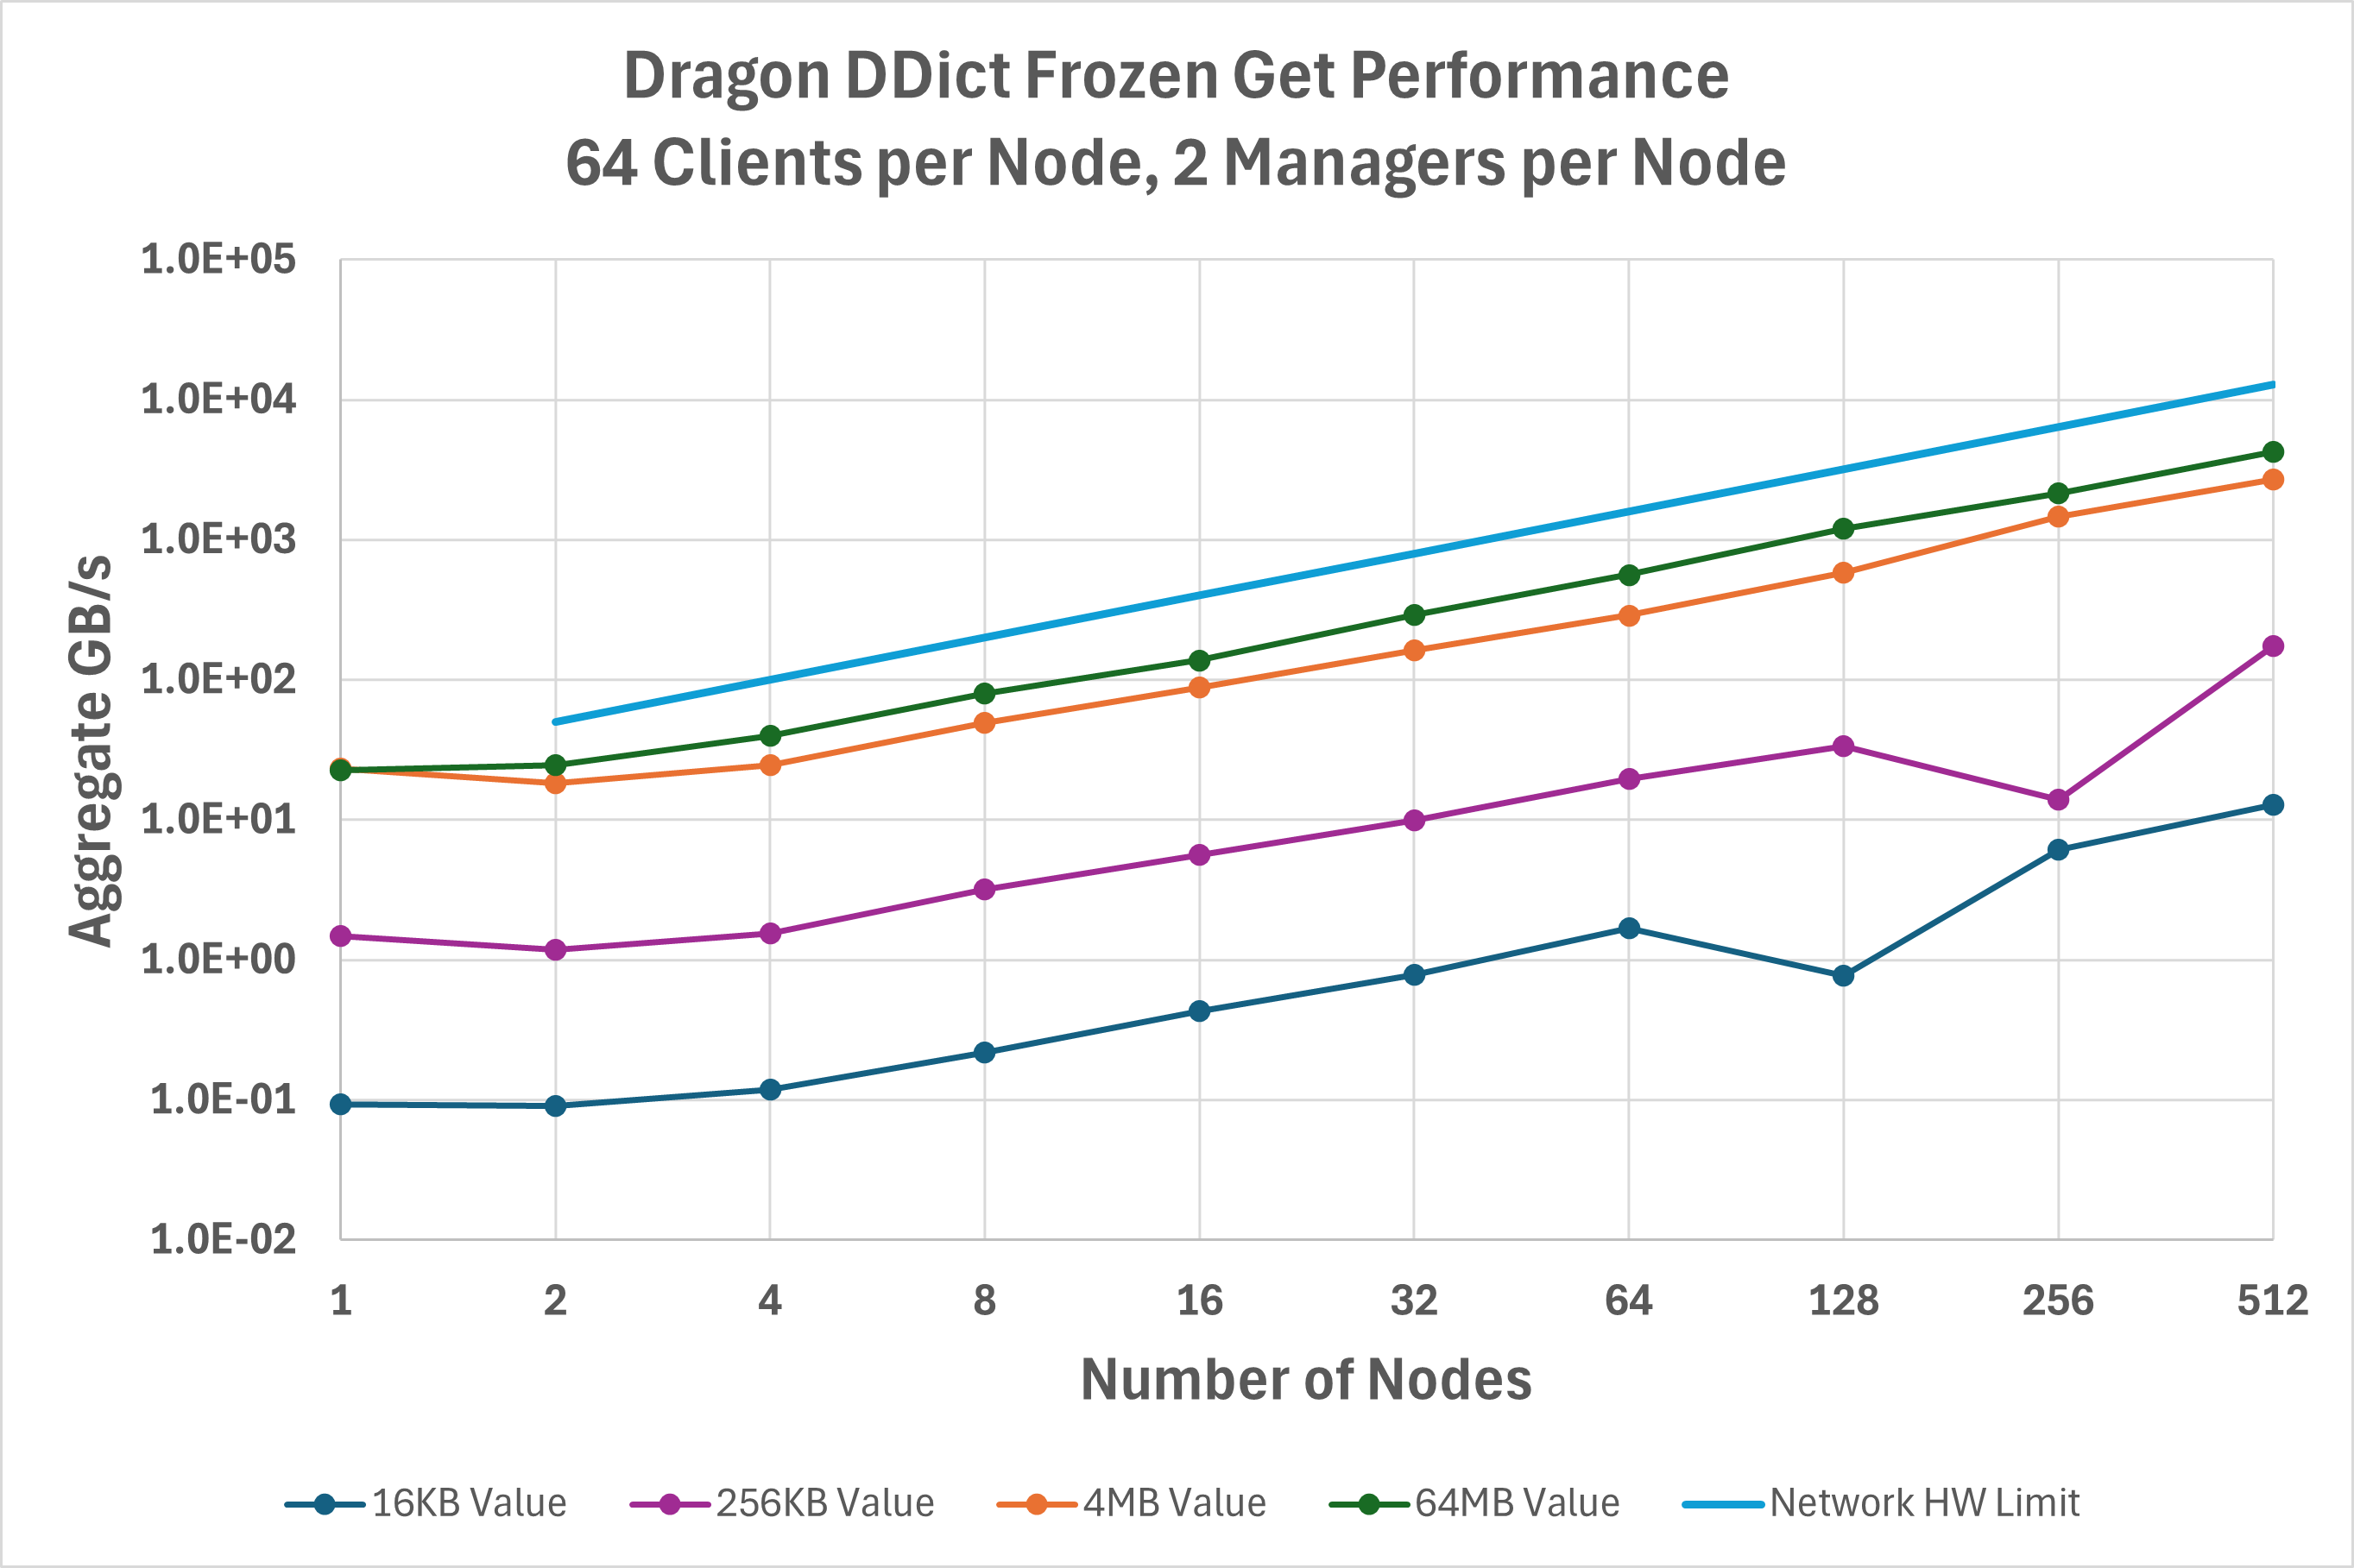 Dragon DDict Frozen Get Performance
64 Clients per Node, 2 Managers per Node
Aggregate GB/s
1.0E+05
1.0E+04
1.0E+03
1.0E+02
1.0E+01
1.0E+00
1.0E-01
1.0E-02
1 2 4 8 16 32 64 128 256 512
Number of Nodes
16KB Value 256KB Value 4MB Value 64MB Value Network HW Limit